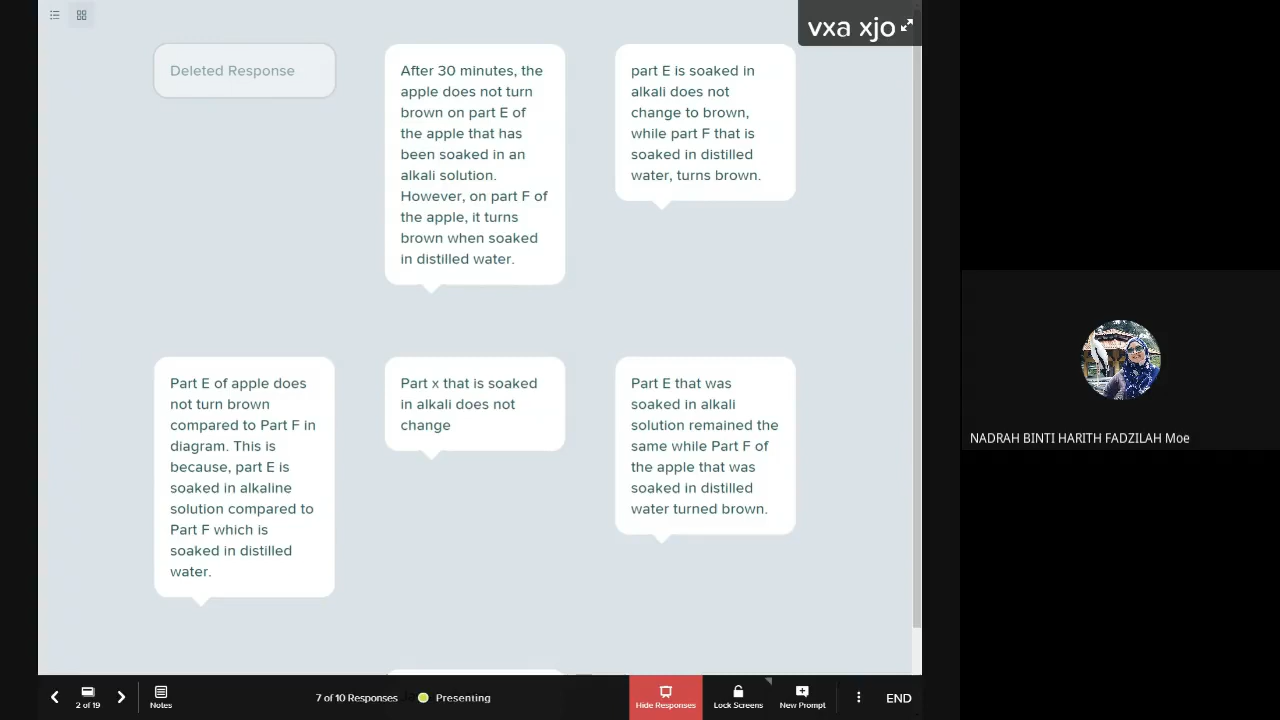 vxa xjo
Deleted Response
After 30 minutes, the
apple does not turn
brown on part E of
the apple that has
been soaked in an
alkali solution.
However, on part F of
the apple, it turns
brown when soaked
in distilled water.
part E is soaked in
alkali does not
change to brown,
while part F that is
soaked in distilled
water, turns brown.
Part E of apple does
not turn brown
compared to Part F in
diagram. This is
because, part E is
soaked in alkaline
solution compared to
Part F which is
soaked in distilled
water.
Part x that is soaked
in alkali does not
change
Part E that was
soaked in alkali
solution remained the
same while Part F of
the apple that was
soaked in distilled
water turned brown.
NADRAH BINTI HARITH FADZILAH Moe
2 of 19
Notes
7 of 10 Responses
Presenting
Hide Responses
Lock Screens
New Prompt
END